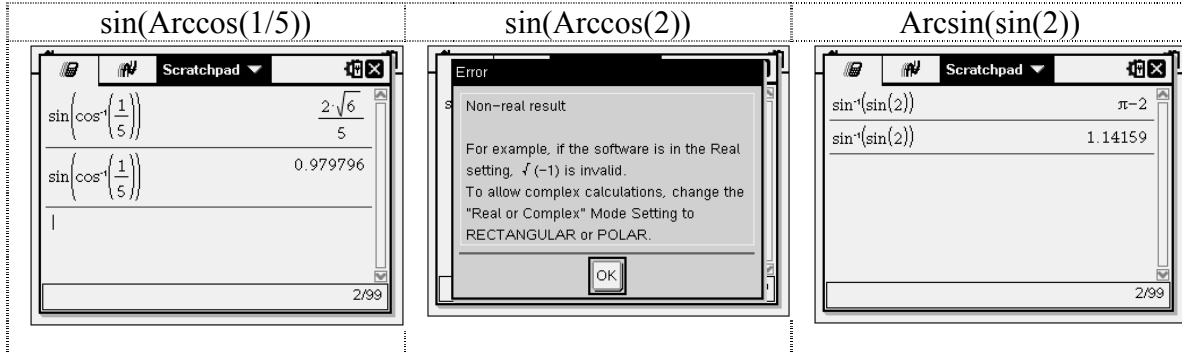 sin(Arccos(1/5))
sin(Arccos(2))
Arcsin(sin(2))
Scratchpad
sin(cos⁻¹(1/5))
2·√6/5
sin(cos⁻¹(1/5))
0.979796
2/99
Error
Non-real result
For example, if the software is in the Real
setting, √(-1) is invalid.
To allow complex calculations, change the
"Real or Complex" Mode Setting to
RECTANGULAR or POLAR.
OK
Scratchpad
sin⁻¹(sin(2))
π-2
sin⁻¹(sin(2))
1.14159
2/99